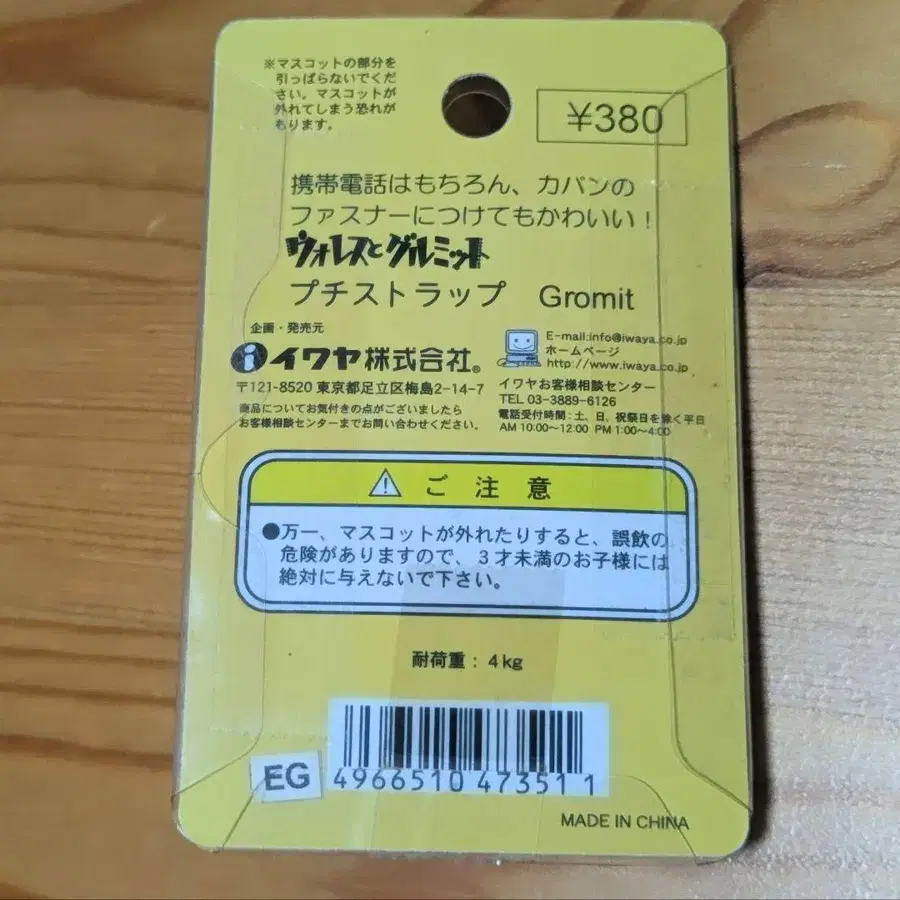 ※マスコットの部分を
引っぱらないでくだ
さい。マスコットが
外れてしまう恐れが
あります。
¥380
携帯電話はもちろん、カバンの
ファスナーにつけてもかわいい!
ウォレスとグルミット
プチストラップ Gromit
企画・発売元
イワヤ株式会社®
〒121-8520 東京都足立区梅島2-14-7
商品についてお気付きの点がございましたら
お客様相談センターまでお問い合わせください。
E-mail:info@iwaya.co.jp
ホームページ
http://www.iwaya.co.jp
イワヤお客様相談センター
TEL 03-3889-6126
電話受付時間:土、日、祝祭日を除く平日
AM 10:00~12:00 PM 1:00~4:00
⚠ ご注意
●万一、マスコットが外れたりすると、誤飲の
危険がありますので、3才未満のお子様には
絶対に与えないで下さい。
耐荷重:4kg
EG
4966510 473511
MADE IN CHINA